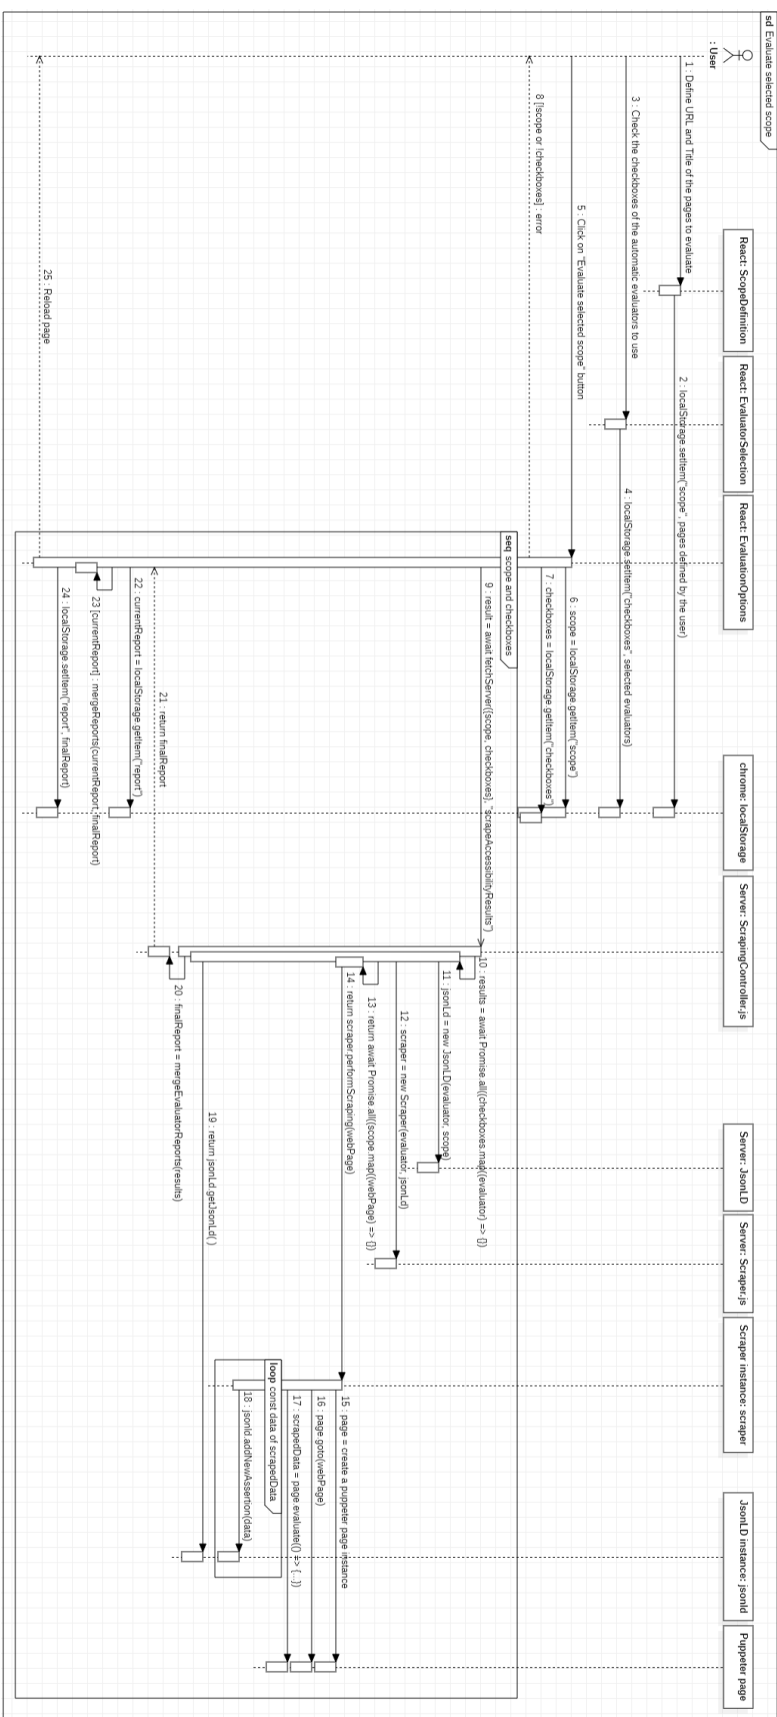 sd Evaluate selected scope
: User
React: ScopeDefinition
React: EvaluatorSelection
React: EvaluationOptions
chrome: localStorage
Server: ScrapingController.js
Server: JsonLD
Server: Scraper.js
Scraper instance: scraper
JsonLD instance: jsonld
Puppeter page
1 : Define URL and Title of the pages to evaluate
2 : localStorage setItem("scope", pages defined by the user)
3 : Check the checkboxes of the automatic evaluators to use
4 : localStorage setItem("checkboxes", selected evaluators)
5 : Click on "Evaluate selected scope" button
6 : scope = localStorage getItem("scope")
7 : checkboxes = localStorage getItem("checkboxes")
8 [!scope or !checkboxes] : error
seq scope and checkboxes
9 : result = await fetchServer({scope, checkboxes}, "scrapeAccessibilityResults")
10 : results = await Promise.all((checkboxes.map((evaluator) => {})
11 : jsonLd = new JsonLD(evaluator, scope)
12 : scraper = new Scraper(evaluator, jsonLd)
13 : return await Promise.all((scope.map((webPage) => {})
14 : return scraper.performScraping(webPage)
15 : page = create a puppeter page instance
16 : page.goto(webPage)
17 : scrapedData = page.evaluate(() => {...})
loop const data of scrapedData
18 : jsonld.addNewAssertion(data)
19 : return jsonLd.getJsonLd( )
20 : finalReport = mergeEvaluatorReports(results)
21 : return finalReport
22 : currentReport = localStorage.getItem("report")
23 [currentReport] : mergeReports(currentReport, finalReport)
24 : localStorage.setItem("report", finalReport)
25 : Reload page